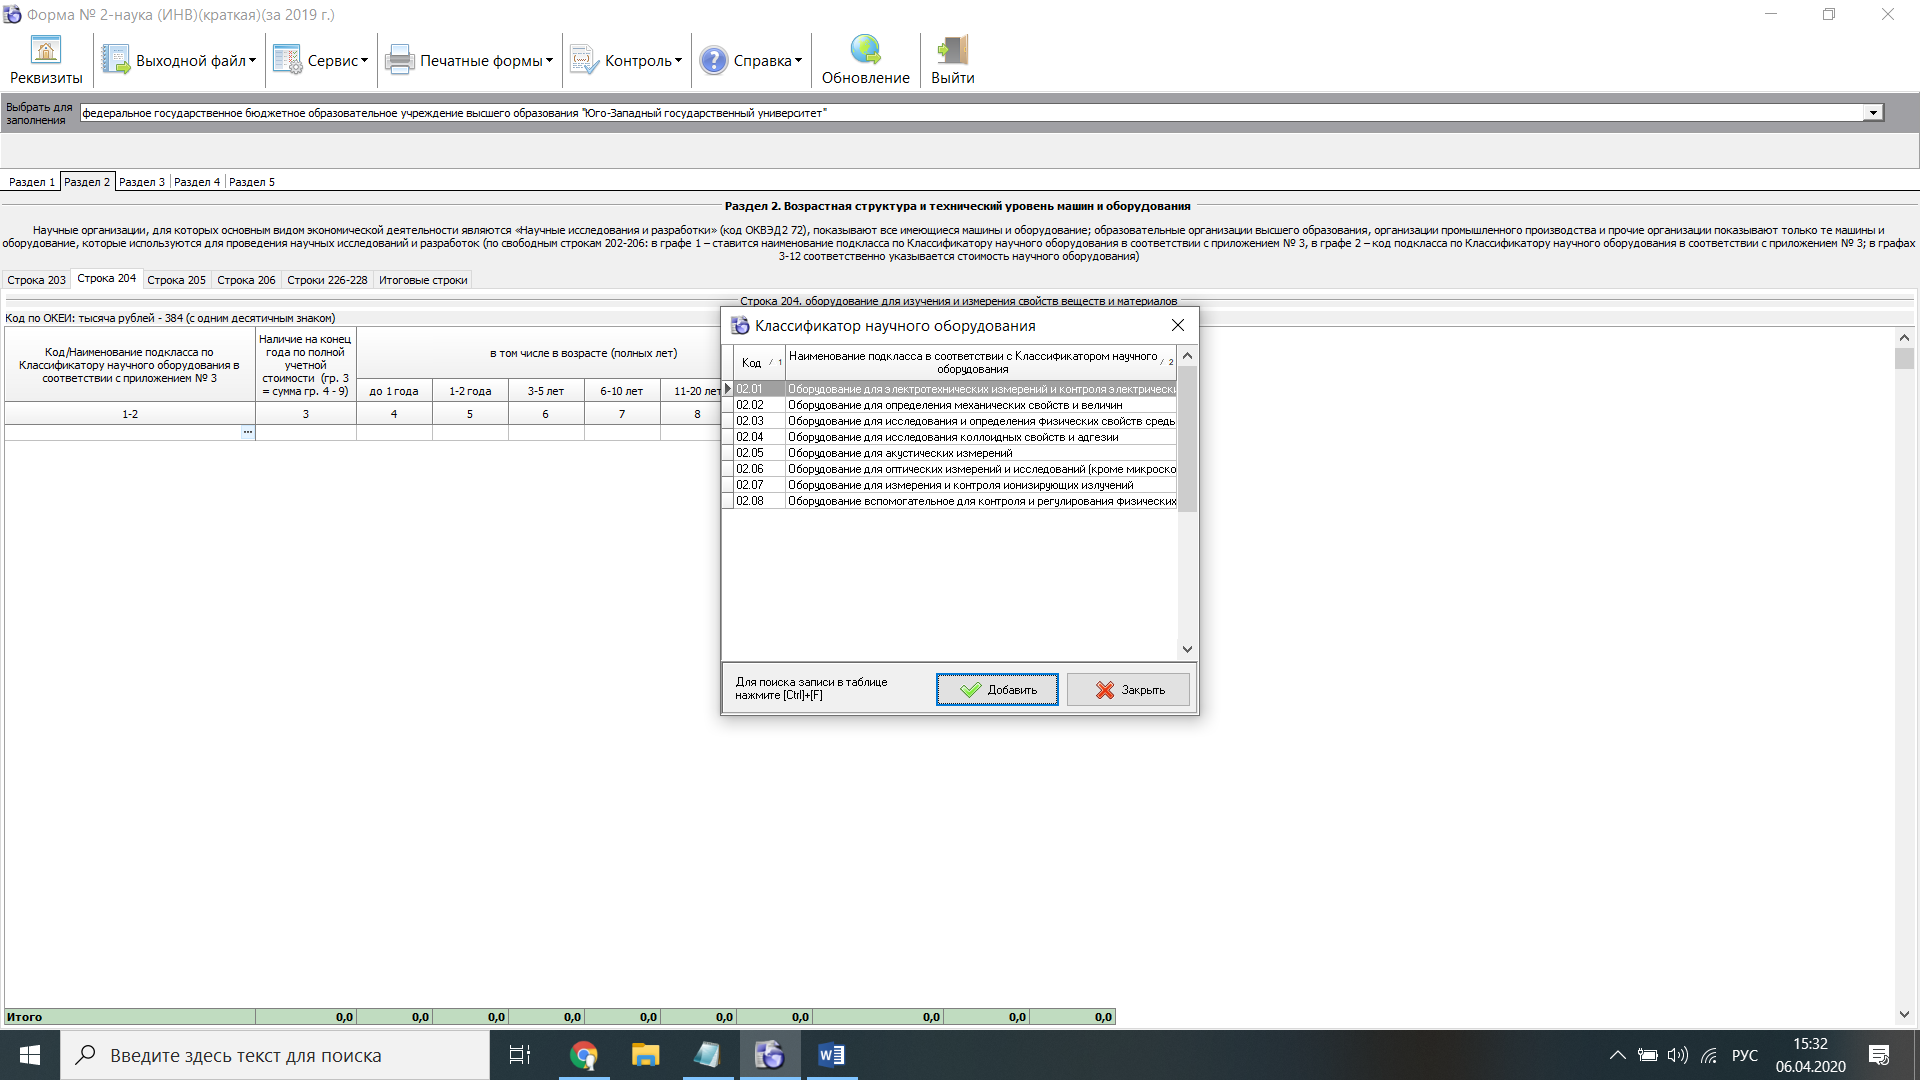 Форма № 2-наука (ИНВ)(краткая)(за 2019 г.)
Реквизиты
Выходной файл
Сервис
Печатные формы
Контроль
Справка
Обновление
Выйти
Выбрать для
заполнения
федеральное государственное бюджетное образовательное учреждение высшего образования "Юго-Западный государственный университет"
Раздел 1
Раздел 2
Раздел 3
Раздел 4
Раздел 5
Раздел 2. Возрастная структура и технический уровень машин и оборудования
Научные организации, для которых основным видом экономической деятельности являются «Научные исследования и разработки» (код ОКВЭД2 72), показывают все имеющиеся машины и оборудование; образовательные организации высшего образования, организации промышленного производства и прочие организации показывают только те машины и
оборудование, которые используются для проведения научных исследований и разработок (по свободным строкам 202-206: в графе 1 – ставится наименование подкласса по Классификатору научного оборудования в соответствии с приложением № 3, в графе 2 – код подкласса по Классификатору научного оборудования в соответствии с приложением № 3; в графах
3-12 соответственно указывается стоимость научного оборудования)
Строка 203
Строка 204
Строка 205
Строка 206
Строки 226-228
Итоговые строки
Строка 204. оборудование для изучения и измерения свойств веществ и материалов
Код по ОКЕИ: тысяча рублей - 384 (с одним десятичным знаком)
Код/Наименование подкласса по
Классификатору научного оборудования в
соответствии с приложением № 3
Наличие на конец
года по полной
учетной
стоимости (гр. 3
= сумма гр. 4 - 9)
в том числе в возрасте (полных лет)
до 1 года
1-2 года
3-5 лет
6-10 лет
11-20 лет
1-2
3
4
5
6
7
8
...
Классификатор научного оборудования
Код / 1
Наименование подкласса в соответствии с Классификатором научного
оборудования / 2
02.01 Оборудование для электротехнических измерений и контроля электрически
02.02 Оборудование для определения механических свойств и величин
02.03 Оборудование для исследования и определения физических свойств среды
02.04 Оборудование для исследования коллоидных свойств и адгезии
02.05 Оборудование для акустических измерений
02.06 Оборудование для оптических измерений и исследований (кроме микроско
02.07 Оборудование для измерения и контроля ионизирующих излучений
02.08 Оборудование вспомогательное для контроля и регулирования физических
Для поиска записи в таблице
нажмите [Ctrl]+[F]
Добавить
Закрыть
Итого 0,0 0,0 0,0 0,0 0,0 0,0 0,0 0,0 0,0 0,0
Введите здесь текст для поиска
РУС
15:32
06.04.2020